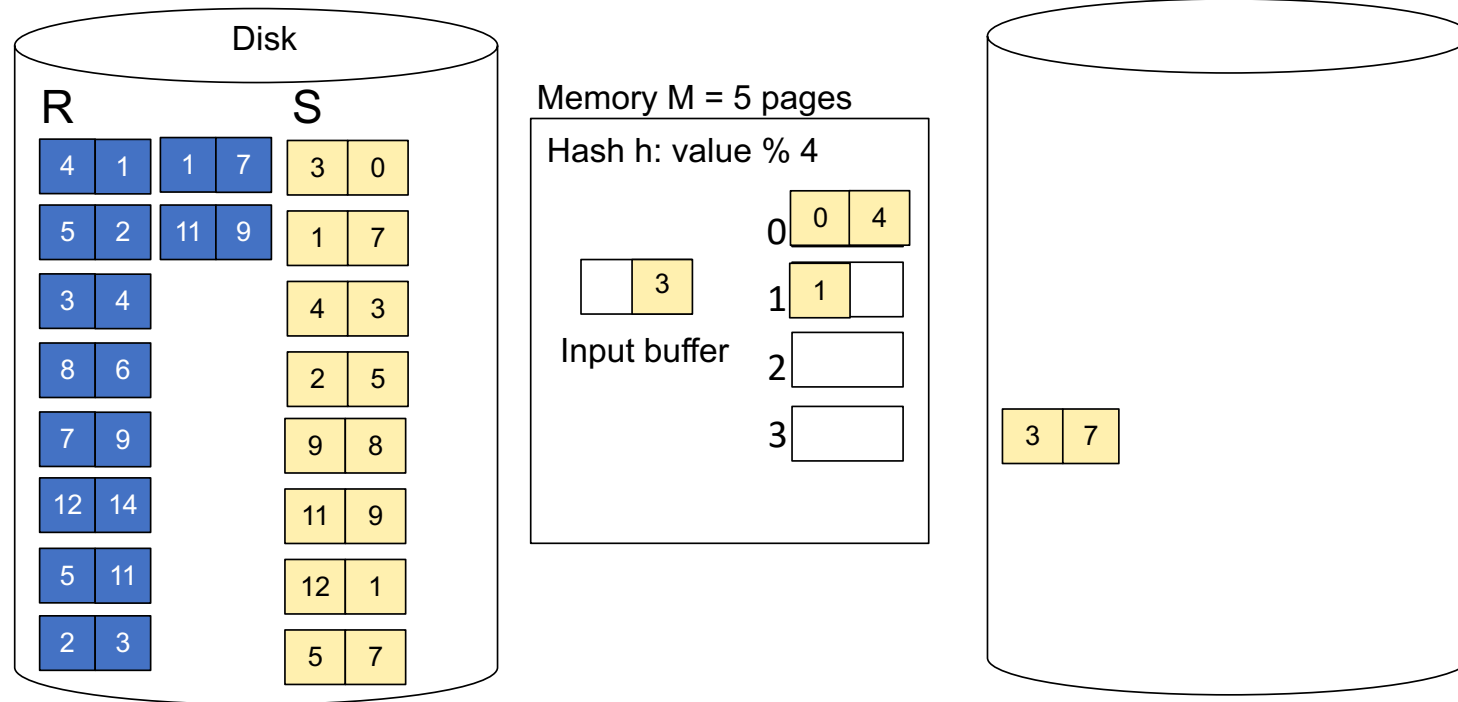 Disk
R S
4 1 1 7 3 0
5 2 11 9 1 7
3 4 4 3
8 6 2 5
7 9 9 8
12 14 11 9
5 11 12 1
2 3 5 7
Memory M = 5 pages
Hash h: value % 4
3
Input buffer
0 0 4
1 1
2
3
3 7